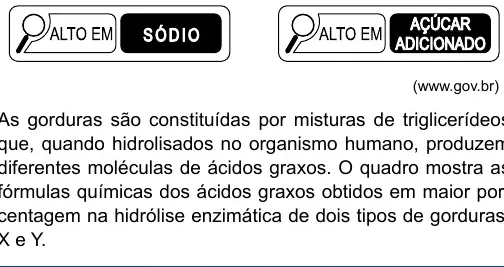 ALTO EM SÓDIO ALTO EM AÇÚCAR ADICIONADO
(www.gov.br)
As gorduras são constituídas por misturas de triglicerídeos
que, quando hidrolisados no organismo humano, produzem
diferentes moléculas de ácidos graxos. O quadro mostra as
fórmulas químicas dos ácidos graxos obtidos em maior por-
centagem na hidrólise enzimática de dois tipos de gorduras,
X e Y.